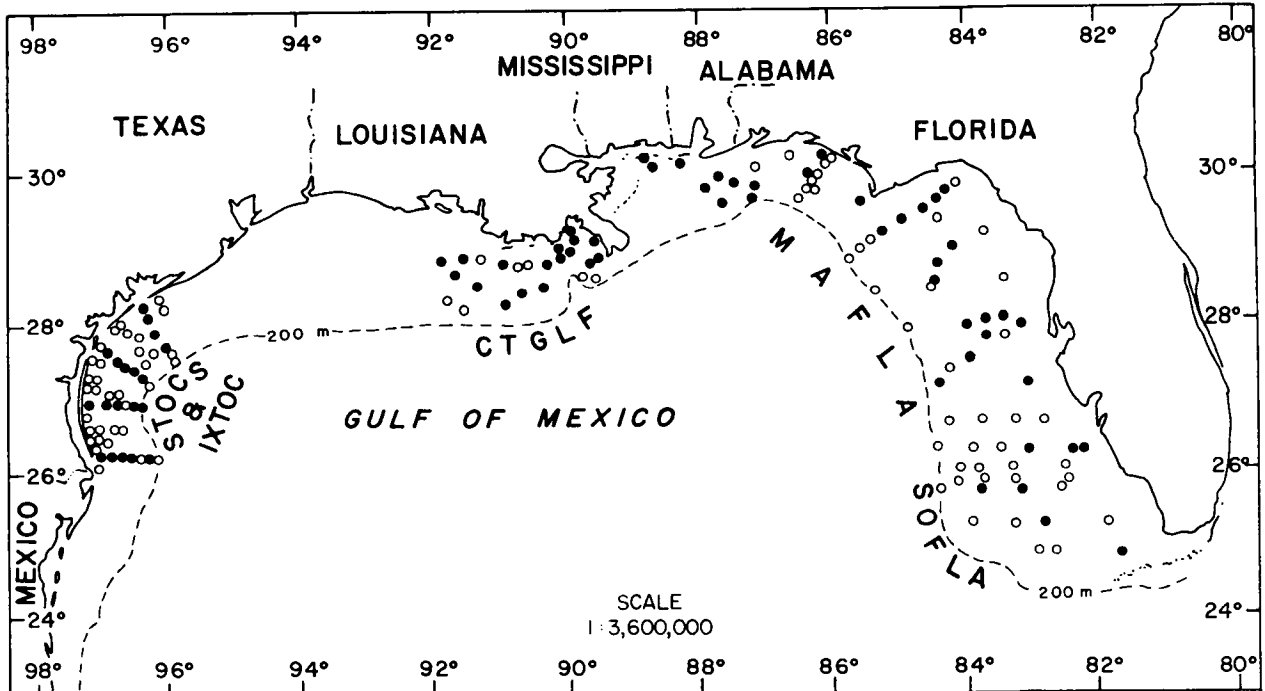 98° 96° 94° 92° 90° 88° 86° 84° 82° 80°
MISSISSIPPI ALABAMA
TEXAS LOUISIANA FLORIDA
30° 30°
28° 28°
200 m
CTGLF
MAFLA
STOCS
&
IXTOC
GULF OF MEXICO
26° 26°
SOFLA
MEXICO
200 m
24° 24°
SCALE
1:3,600,000
98° 96° 94° 92° 90° 88° 86° 84° 82° 80°